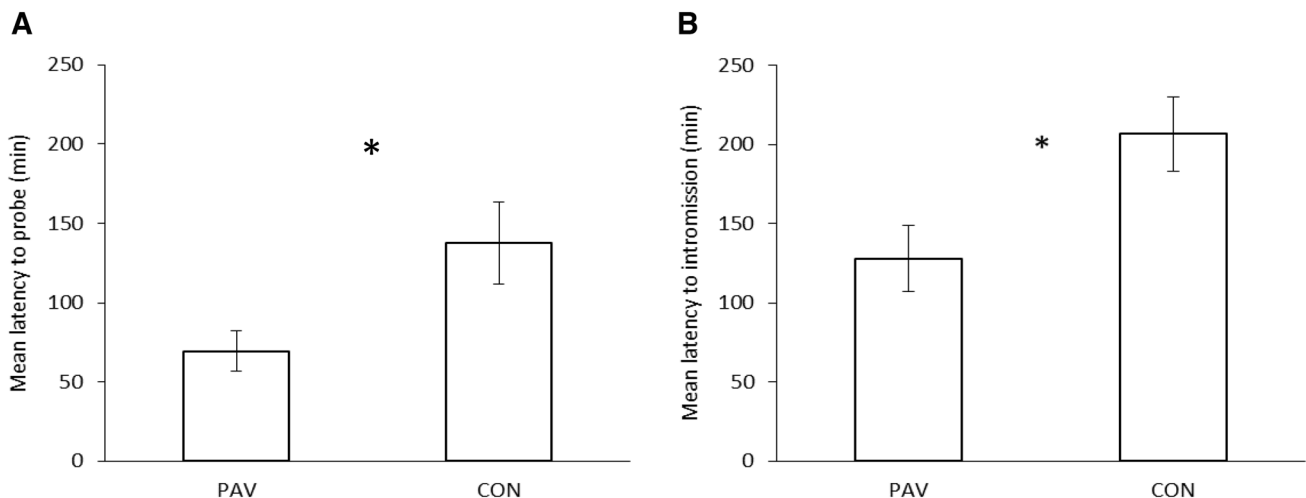 A
Mean latency to probe (min)
250
200
150
100
50
0
*
PAV CON
B
Mean latency to intromission (min)
250
200
150
100
50
0
*
PAV CON